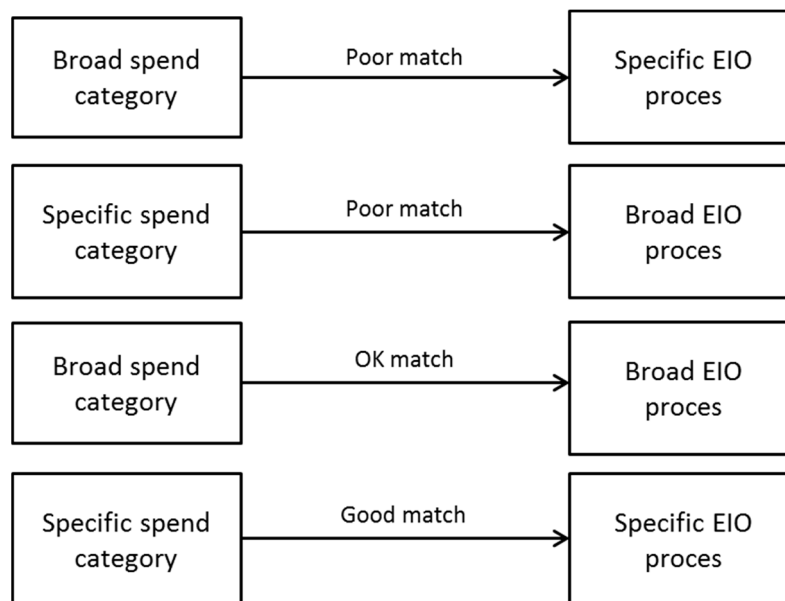 Broad spend
category
Poor match
Specific EIO
proces
Specific spend
category
Poor match
Broad EIO
proces
Broad spend
category
OK match
Broad EIO
proces
Specific spend
category
Good match
Specific EIO
proces